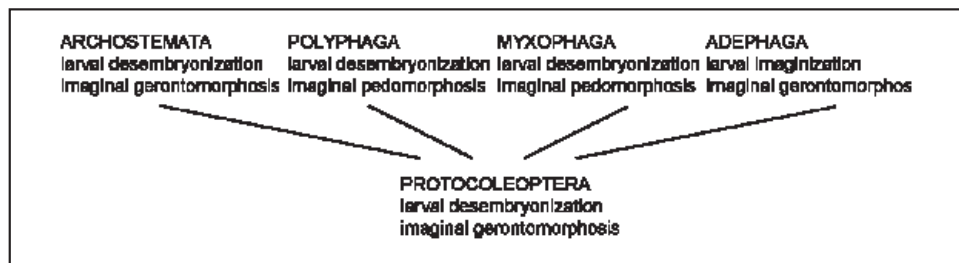 ARCHOSTEMATA POLYPHAGA MYXOPHAGA ADEPHAGA
larval desembryonization larval desembryonization larval desembryonization larval imaginization
imaginal gerontomorphosis imaginal pedomorphosis imaginal pedomorphosis imaginal gerontomorphos
PROTOCOLEOPTERA
larval desembryonization
imaginal gerontomorphosis